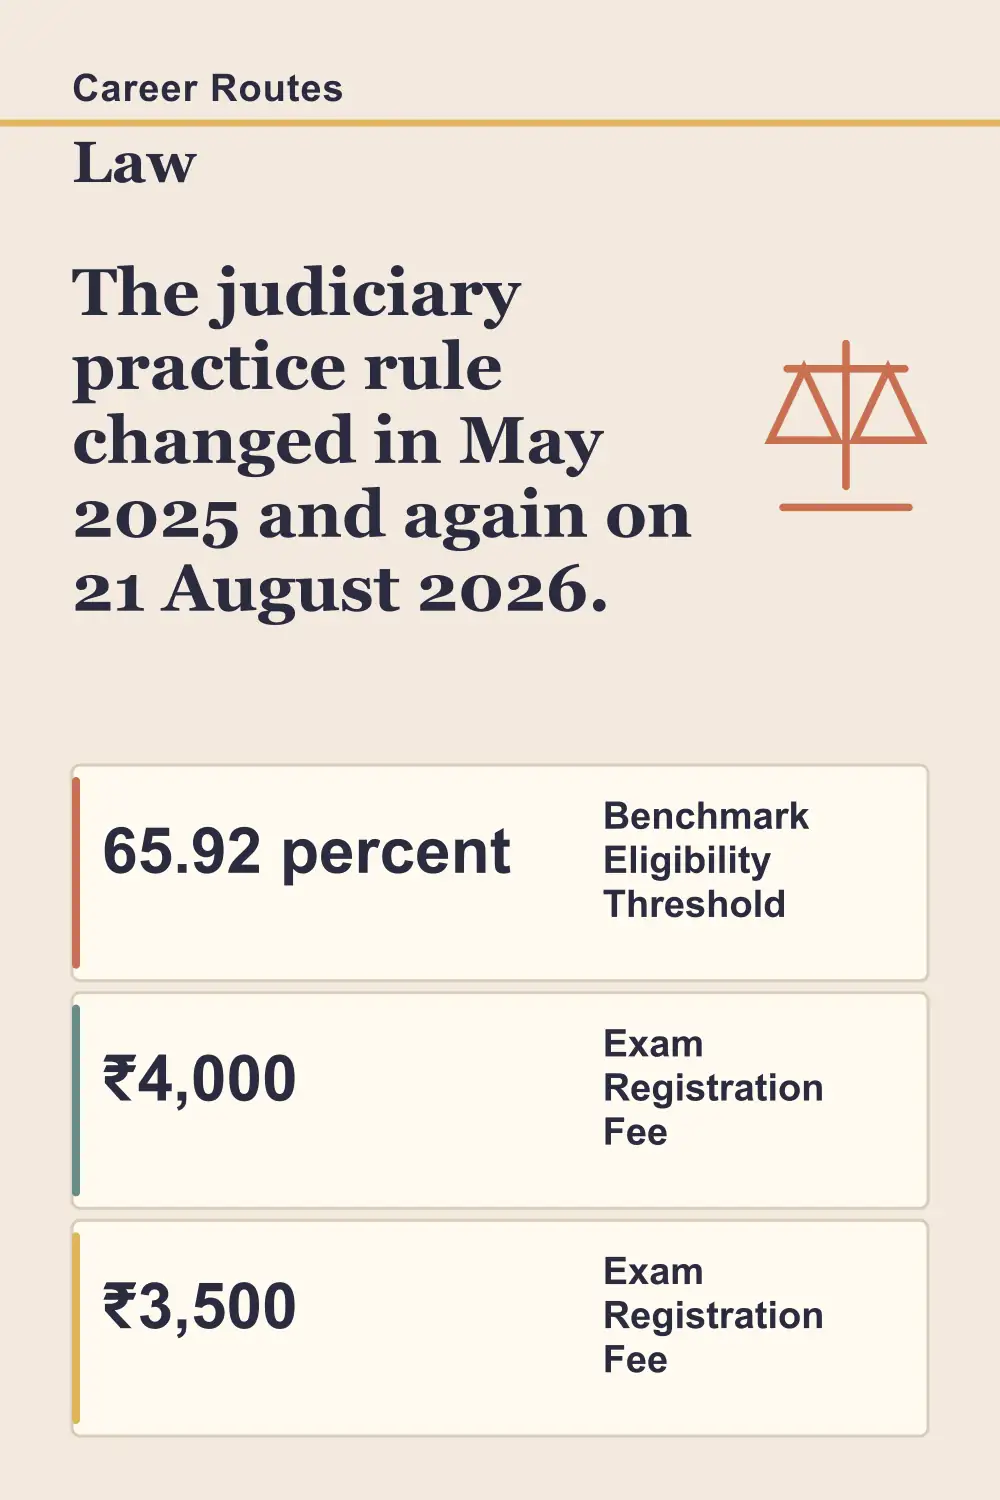 Career Routes
Law
The judiciary
practice rule
changed in May
2025 and again on
21 August 2026.
65.92 percent
Benchmark
Eligibility
Threshold
₹4,000
Exam
Registration
Fee
₹3,500
Exam
Registration
Fee